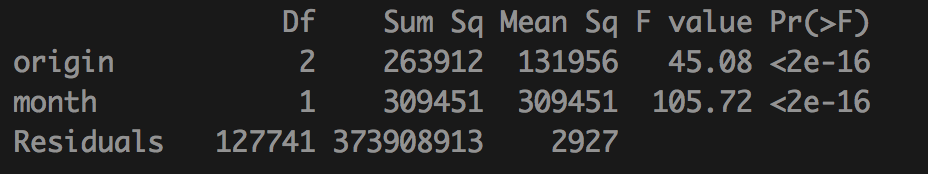 Df Sum Sq Mean Sq F value Pr(>F)
origin 2 263912 131956 45.08 <2e-16
month 1 309451 309451 105.72 <2e-16
Residuals 127741 373908913 2927